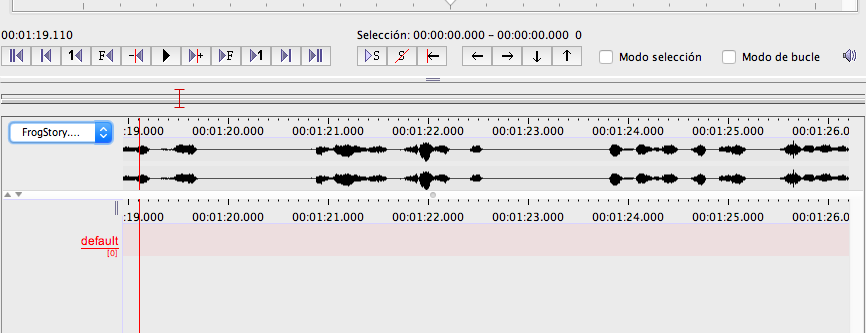 00:01:19.110
Selección: 00:00:00.000 - 00:00:00.000 0
1 F F 1 S S Modo selección Modo de bucle
FrogStory....
:19.000 00:01:20.000 00:01:21.000 00:01:22.000 00:01:23.000 00:01:24.000 00:01:25.000 00:01:26.0
:19.000 00:01:20.000 00:01:21.000 00:01:22.000 00:01:23.000 00:01:24.000 00:01:25.000 00:01:26.0
default
[0]